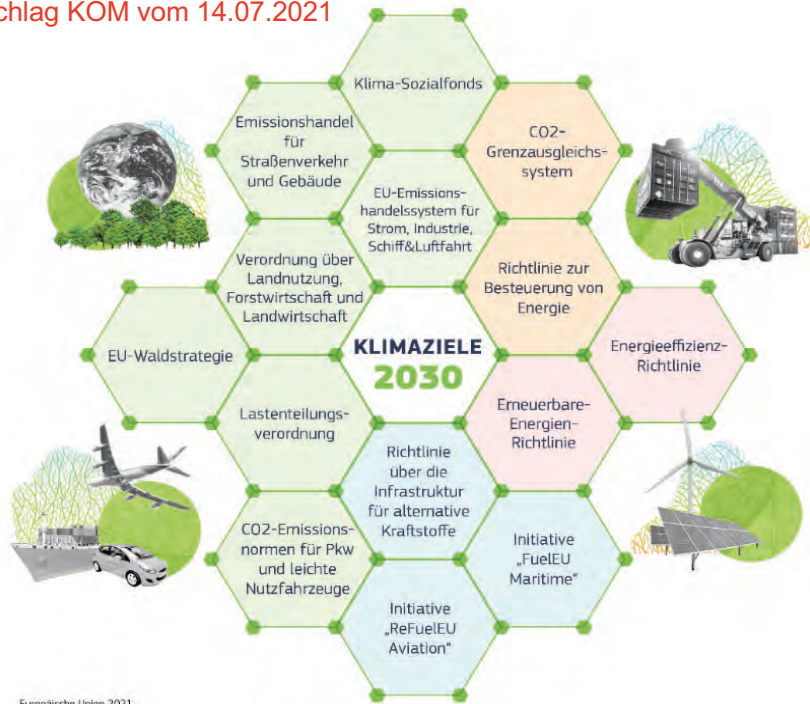 chlag KOM vom 14.07.2021
Klima-Sozialfonds
Emissionshandel
für
Straßenverkehr
und Gebäude
CO2-
Grenzausgleichs-
system
EU-Emissions-
handelssystem für
Strom, Industrie,
Schiff&Luftfahrt
Verordnung über
Landnutzung,
Forstwirtschaft und
Landwirtschaft
Richtlinie zur
Besteuerung von
Energie
EU-Waldstrategie
KLIMAZIELE
2030
Energieeffizienz-
Richtlinie
Lastenteilungs-
verordnung
Erneuerbare-
Energien-
Richtlinie
Richtlinie
über die
Infrastruktur
für alternative
Kraftstoffe
CO2-Emissions-
normen für Pkw
und leichte
Nutzfahrzeuge
Initiative
„FuelEU
Maritime“
Initiative
„ReFuelEU
Aviation“
Europäische Union 2021